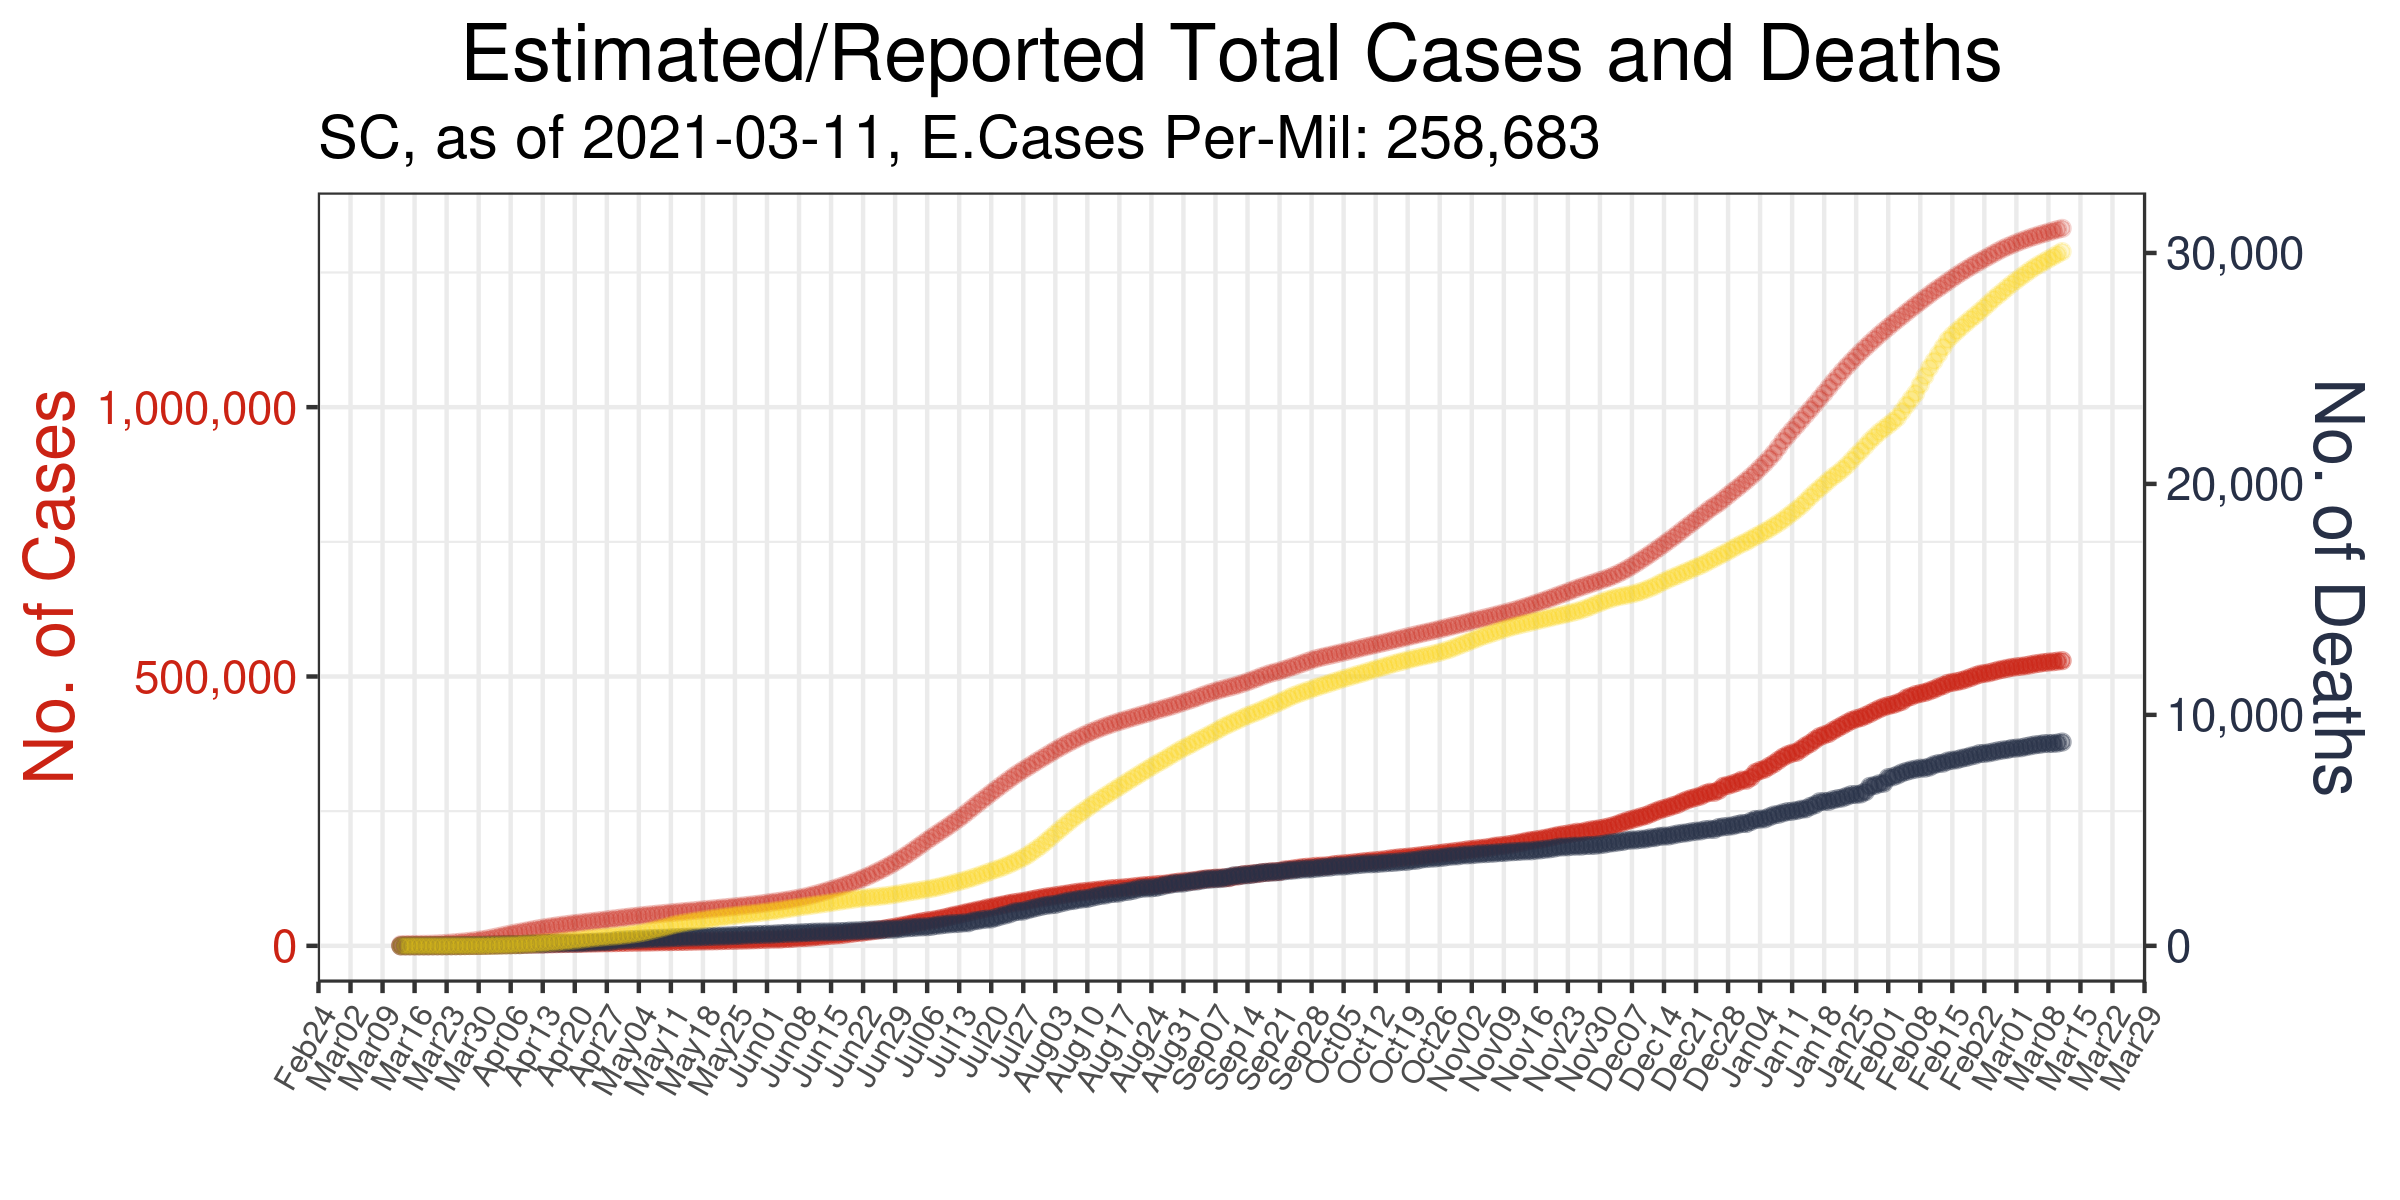 Estimated/Reported Total Cases and Deaths
SC, as of 2021-03-11, E.Cases Per-Mil: 258,683
No. of Cases
1,000,000
500,000
0
30,000
20,000
10,000
0
No. of Deaths
Feb24
Mar02
Mar09
Mar16
Mar23
Mar30
Apr06
Apr13
Apr20
Apr27
May04
May11
May18
May25
Jun01
Jun08
Jun15
Jun22
Jun29
Jul06
Jul13
Jul20
Jul27
Aug03
Aug10
Aug17
Aug24
Aug31
Sep07
Sep14
Sep21
Sep28
Oct05
Oct12
Oct19
Oct26
Nov02
Nov09
Nov16
Nov23
Nov30
Dec07
Dec14
Dec21
Dec28
Jan04
Jan11
Jan18
Jan25
Feb01
Feb08
Feb15
Feb22
Mar01
Mar08
Mar15
Mar22
Mar29